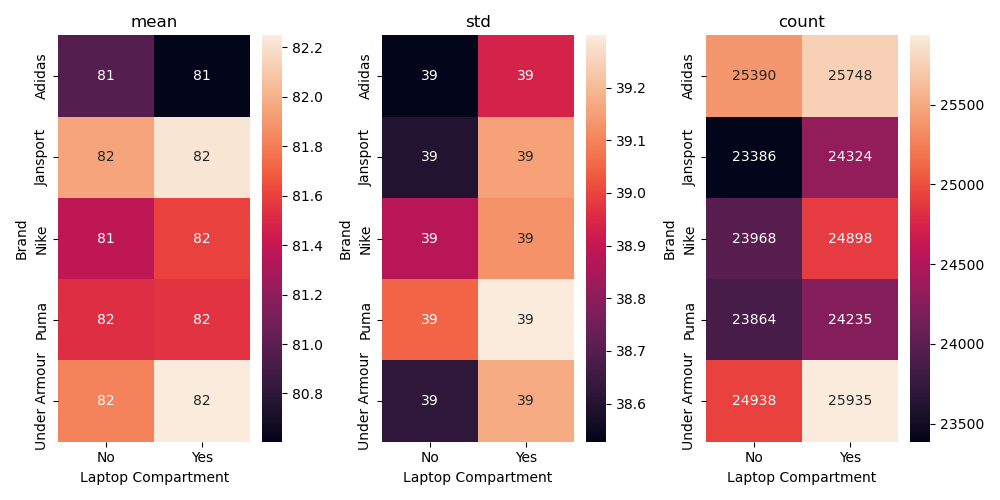 mean
81 81
82 82
81 82
82 82
82 82
Adidas
Jansport
Nike
Puma
Under Armour
Brand
No Yes
Laptop Compartment
82.2
82.0
81.8
81.6
81.4
81.2
81.0
80.8
std
39 39
39 39
39 39
39 39
39 39
Adidas
Jansport
Nike
Puma
Under Armour
Brand
No Yes
Laptop Compartment
39.2
39.1
39.0
38.9
38.8
38.7
38.6
count
25390 25748
23386 24324
23968 24898
23864 24235
24938 25935
Adidas
Jansport
Nike
Puma
Under Armour
Brand
No Yes
Laptop Compartment
25500
25000
24500
24000
23500